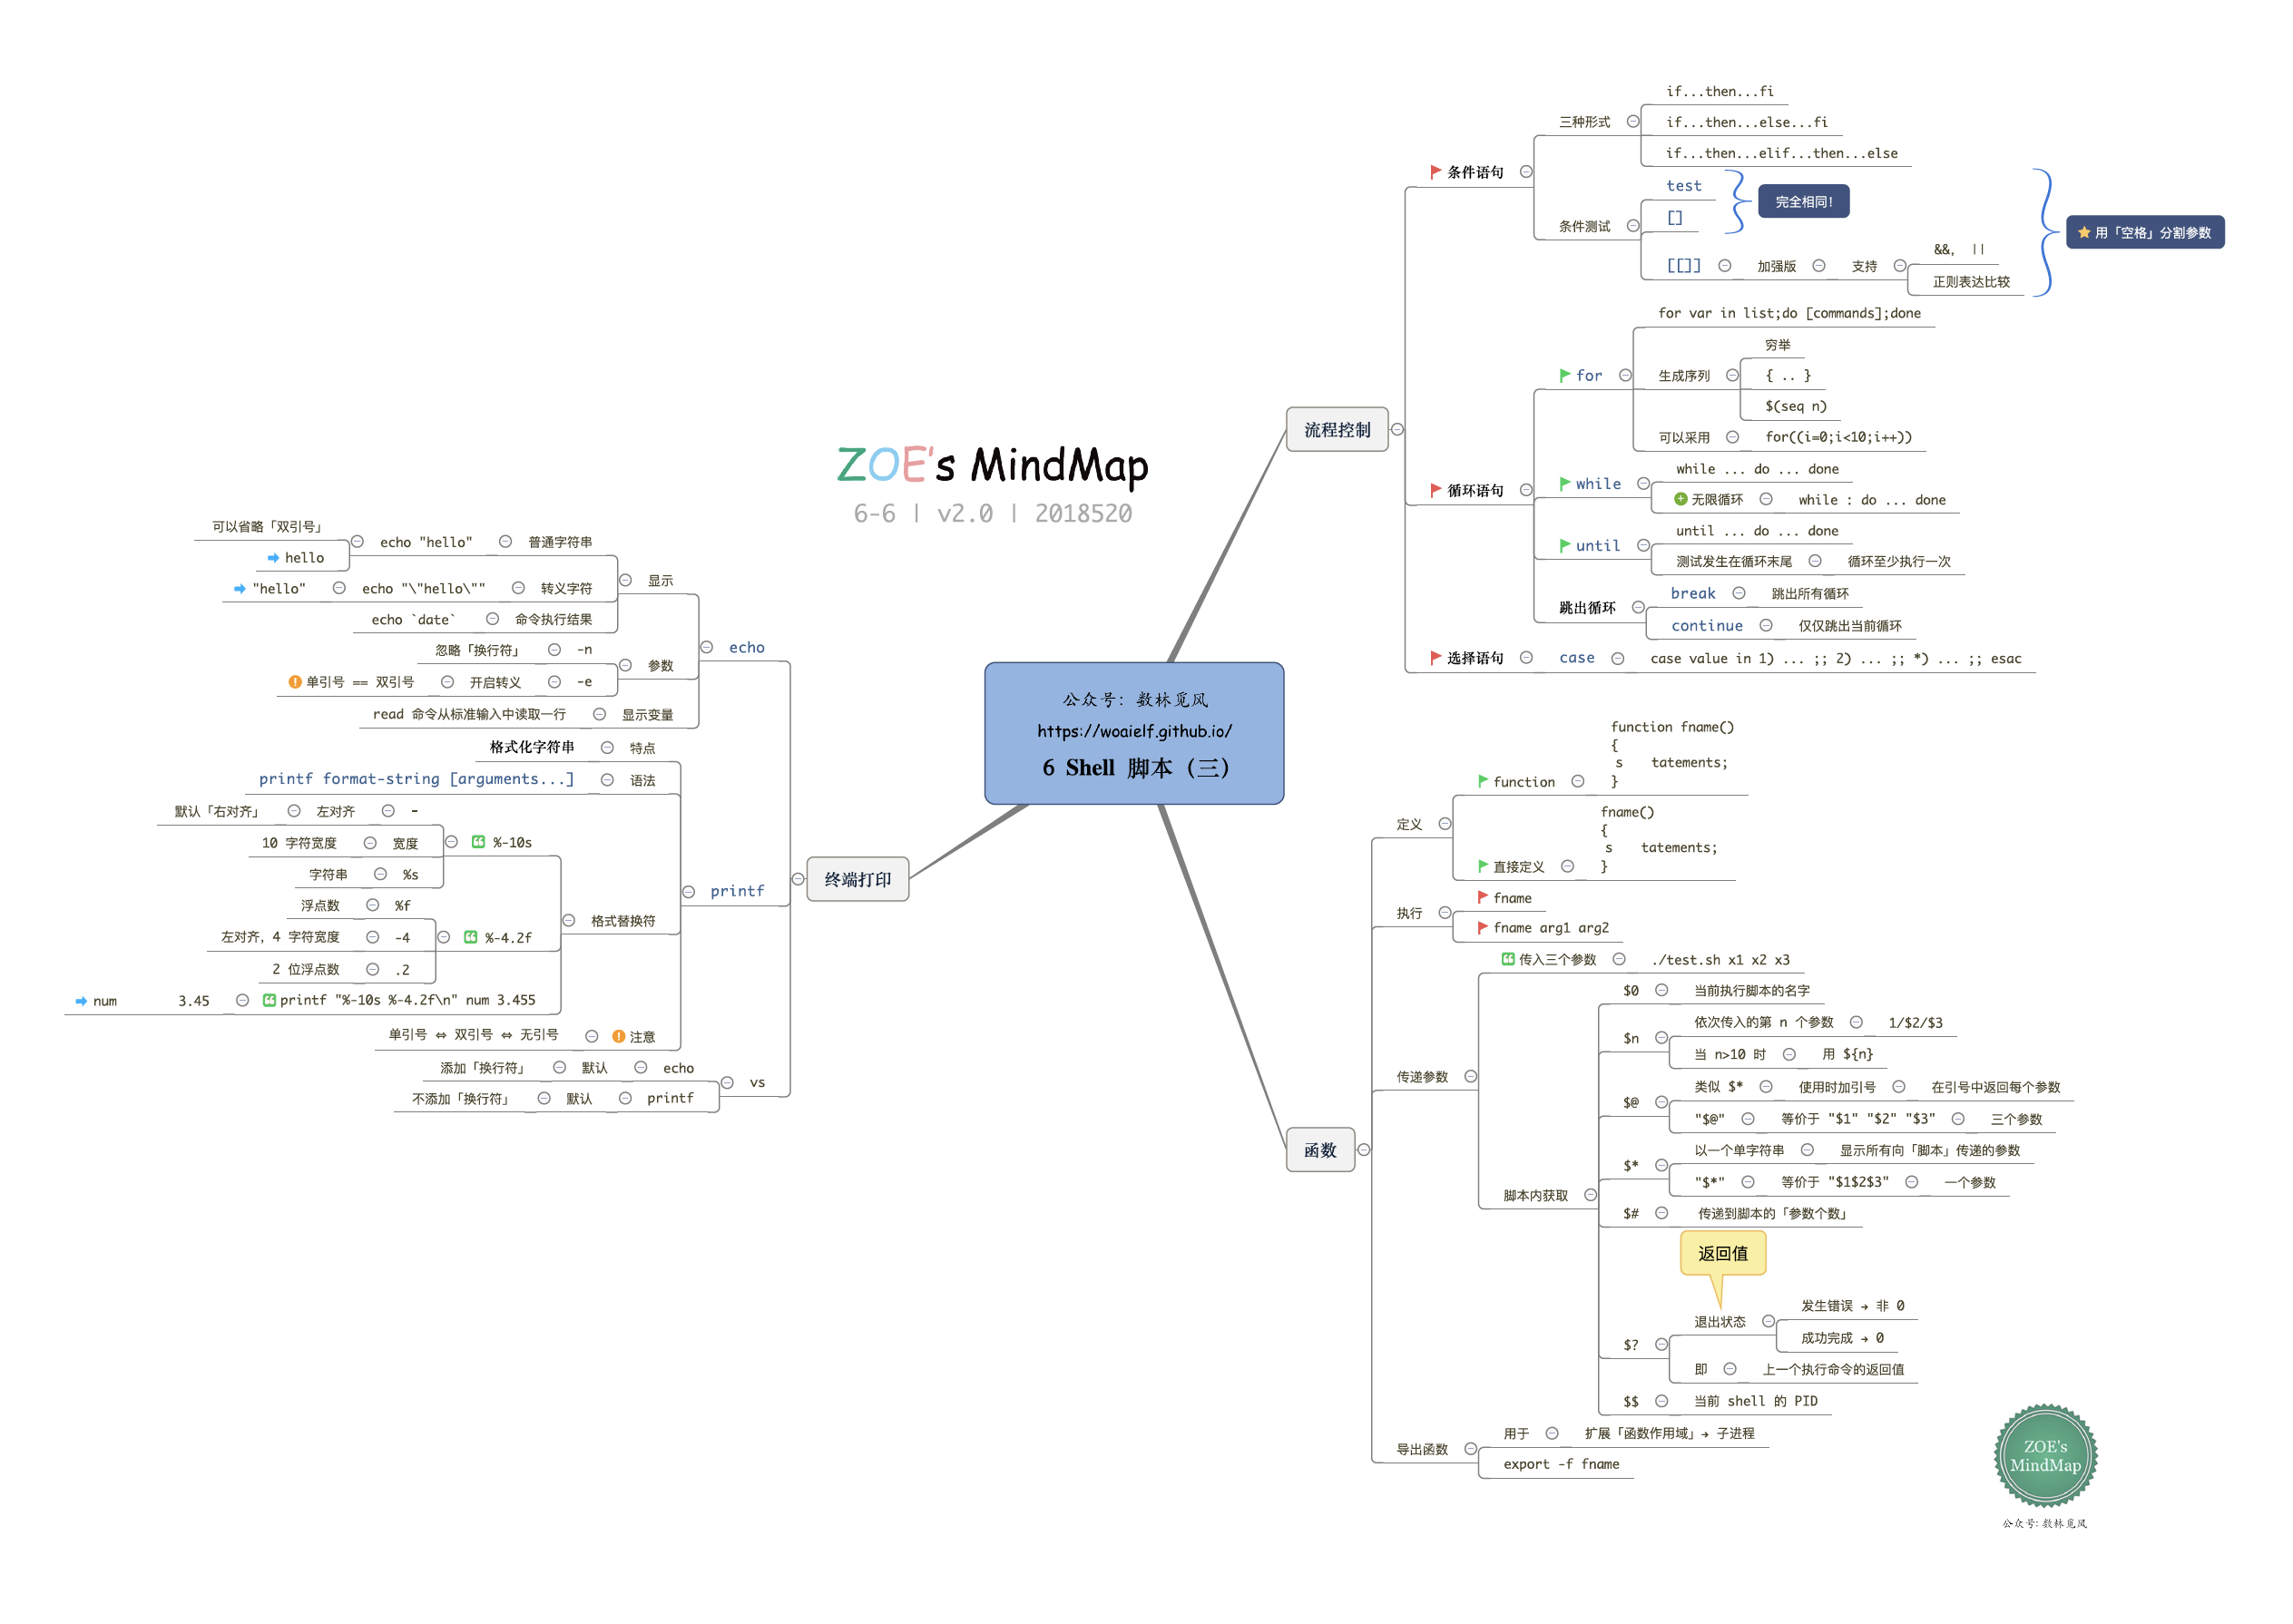 ZOE's MindMap
6-6 | v2.0 | 2018520
公众号: 数林觅风
https://woaielf.github.io/
6 Shell 脚本 (三)
流程控制
条件语句
三种形式
if...then...fi
if...then...else...fi
if...then...elif...then...else
条件测试
test
[]
完全相同!
[[]] 加强版 支持
&&, ||
正则表达比较
用「空格」分割参数
循环语句
for
for var in list;do [commands];done
生成序列
穷举
{ .. }
$(seq n)
可以采用 for((i=0;i<10;i++))
while
while ... do ... done
无限循环 while : do ... done
until
until ... do ... done
测试发生在循环末尾 循环至少执行一次
跳出循环
break 跳出所有循环
continue 仅仅跳出当前循环
选择语句 case case value in 1) ... ;; 2) ... ;; *) ... ;; esac
函数
定义
function
function fname()
{
s tatements;
}
直接定义
fname()
{
s tatements;
}
执行
fname
fname arg1 arg2
传递参数
传入三个参数 ./test.sh x1 x2 x3
脚本内获取
$0 当前执行脚本的名字
$n
依次传入的第 n 个参数 1/$2/$3
当 n>10 时 用 ${n}
$@
类似 $* 使用时加引号 在引号中返回每个参数
"$@" 等价于 "$1" "$2" "$3" 三个参数
$*
以一个单字符串 显示所有向「脚本」传递的参数
"$*" 等价于 "$1$2$3" 一个参数
$# 传递到脚本的「参数个数」
返回值
$?
退出状态
发生错误 → 非 0
成功完成 → 0
即 上一个执行命令的返回值
$$ 当前 shell 的 PID
导出函数
用于 扩展「函数作用域」→ 子进程
export -f fname
终端打印
echo
显示
普通字符串 echo "hello"
可以省略「双引号」
hello
转义字符 echo "\"hello\"" "hello"
命令执行结果 echo `date`
参数
-n 忽略「换行符」
-e 开启转义 单引号 == 双引号
显示变量 read 命令从标准输入中读取一行
printf
特点 格式化字符串
语法 printf format-string [arguments...]
格式替换符
%-10s
- 左对齐 默认「右对齐」
宽度 10 字符宽度
%s 字符串
%-4.2f
%f 浮点数
-4 左对齐, 4 字符宽度
.2 2 位浮点数
printf "%-10s %-4.2f\n" num 3.455 num 3.45
注意 单引号 ⇔ 双引号 ⇔ 无引号
vs
echo 默认 添加「换行符」
printf 默认 不添加「换行符」
ZOE's
MindMap
公众号: 数林觅风